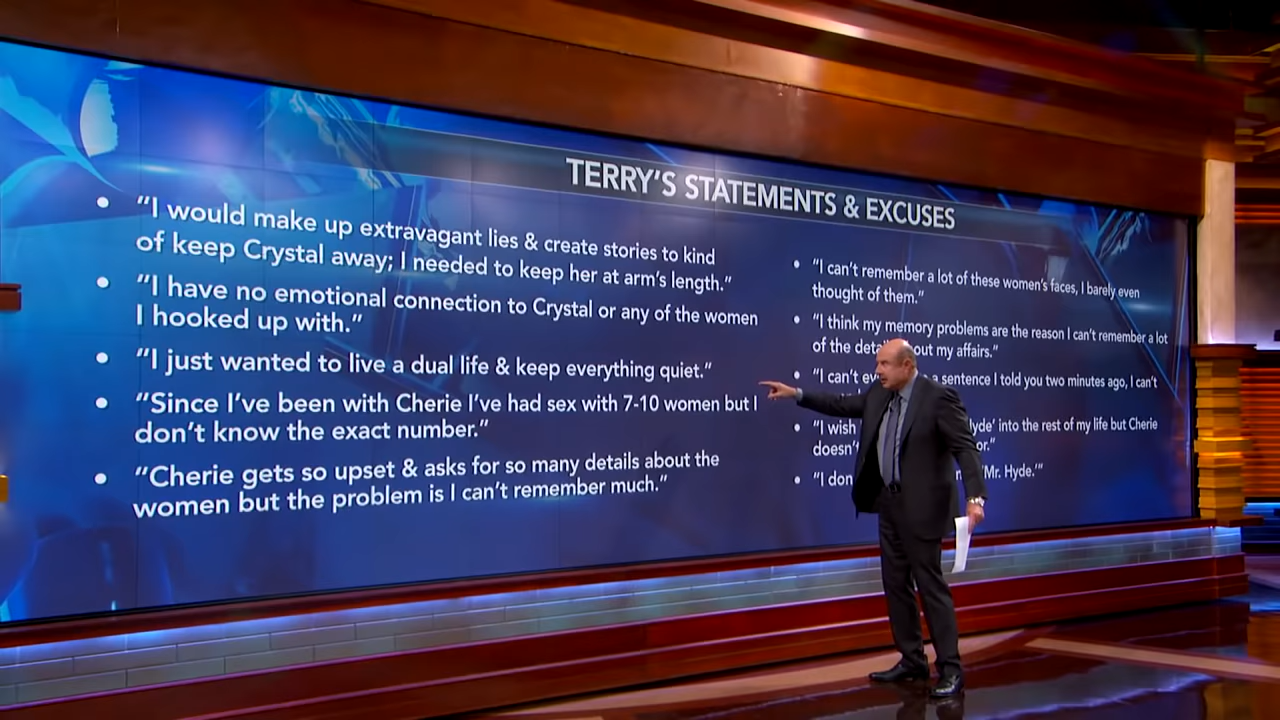 TERRY'S STATEMENTS & EXCUSES
• "I would make up extravagant lies & create stories to kind
of keep Crystal away; I needed to keep her at arm's length."
• "I have no emotional connection to Crystal or any of the women
I hooked up with."
• "I just wanted to live a dual life & keep everything quiet."
• "Since I've been with Cherie I've had sex with 7-10 women but I
don't know the exact number."
• "Cherie gets so upset & asks for so many details about the
women but the problem is I can't remember much."
• "I can't remember a lot of these women's faces, I barely even
thought of them."
• "I think my memory problems are the reason I can't remember a lot
of the my affairs."
• "I can't a sentence I told you two minutes ago, I can't
• "I wish into the rest of my life but Cherie
• "I 'Mr. Hyde.'"